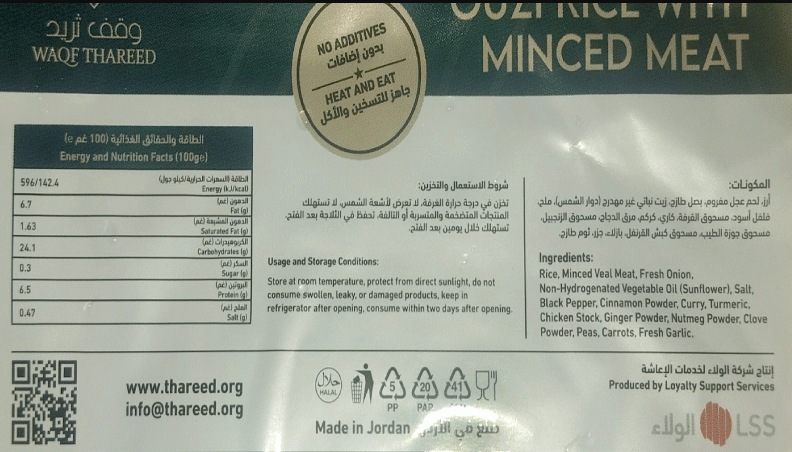 وقف ثريد
WAQF THAREED
NO ADDITIVES
بدون إضافات
HEAT AND EAT
جاهز للتسخين والأكل
OUZI RICE WITH
MINCED MEAT
الطاقة والحقائق الغذائية (100 غم e)
Energy and Nutrition Facts (100ge)
596/142.4
الطاقة (السعرات الحرارية/كيلو جول)
Energy (kJ/kcal)
6.7
الدهون (غم)
Fat (g)
1.63
الدهون المشبعة (غم)
Saturated Fat (g)
24.1
الكربوهيدرات (غم)
Carbohydrates (g)
0.3
السكر (غم)
Sugar (g)
6.5
البروتين (غم)
Protein (g)
0.47
الملح (غم)
Salt (g)
شروط الاستعمال والتخزين:
تخزن في درجة حرارة الغرفة، لا تعرض لأشعة الشمس، لا تستهلك
المنتجات المتضخمة والمتسربة أو التالفة، تحفظ في الثلاجة بعد الفتح،
تستهلك خلال يومين بعد الفتح.
Usage and Storage Conditions:
Store at room temperature, protect from direct sunlight, do not
consume swollen, leaky, or damaged products, keep in
refrigerator after opening, consume within two days after opening.
المكونات:
أرز، لحم عجل مفروم، بصل طازج، زيت نباتي غير مهدرج (دوار الشمس)، ملح،
فلفل أسود، مسحوق القرفة، كاري، كركم، مرق الدجاج، مسحوق الزنجبيل،
مسحوق جوزة الطيب، مسحوق كبش القرنفل، بازلاء، جزر، ثوم طازج.
Ingredients:
Rice, Minced Veal Meat, Fresh Onion,
Non-Hydrogenated Vegetable Oil (Sunflower), Salt,
Black Pepper, Cinnamon Powder, Curry, Turmeric,
Chicken Stock, Ginger Powder, Nutmeg Powder, Clove
Powder, Peas, Carrots, Fresh Garlic.
www.thareed.org
info@thareed.org
حلال
HALAL
5
PP
20
PAP
41
Made in Jordan صنع في الأردن
إنتاج شركة الولاء لخدمات الإعاشة
Produced by Loyalty Support Services
الولاء LSS